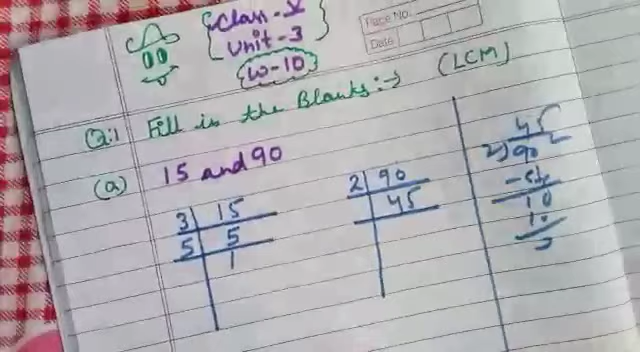 Class - V
Unit - 3
W-10
Page No.
Date
Q:1 Fill in the Blanks :→ (LCM)
(a) 15 and 90
3 | 15
5 | 5
1
2 | 90
45
45
2) 90
10
10